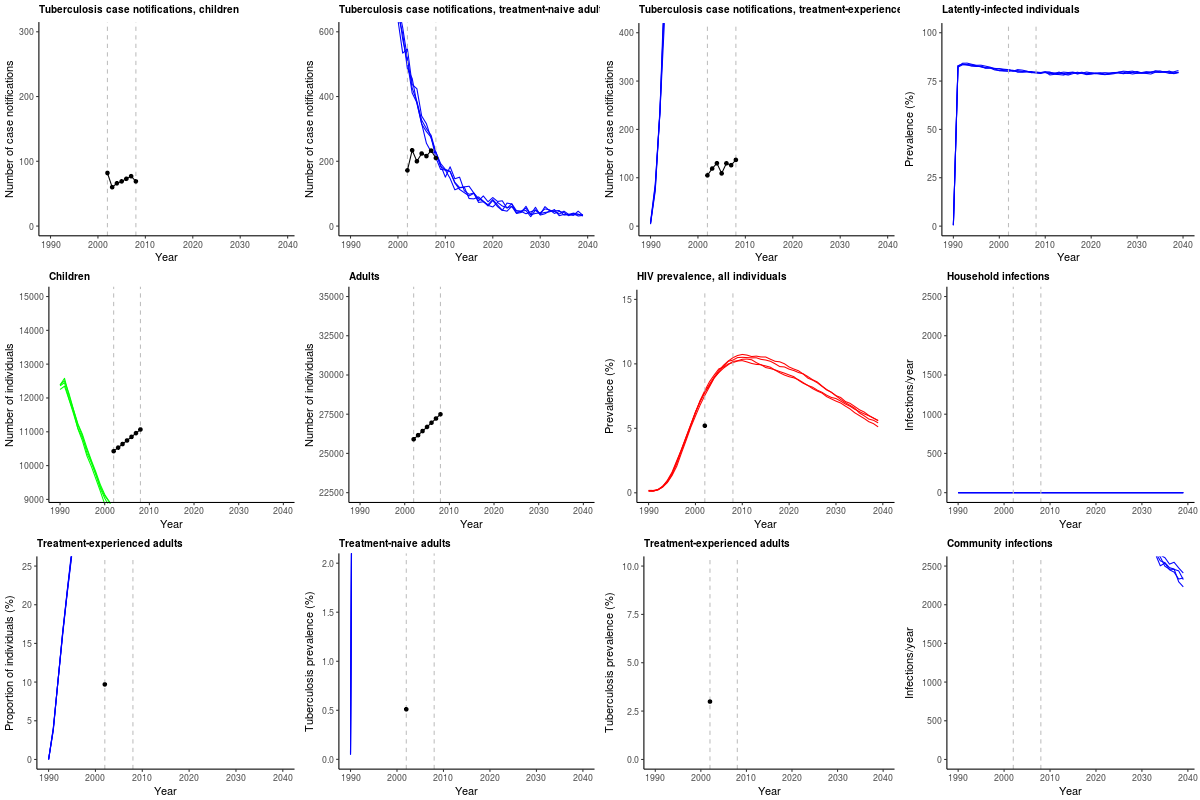 Tuberculosis case notifications, children
Number of case notifications
300
200
100
0
1990 2000 2010 2020 2030 2040
Year
Tuberculosis case notifications, treatment-naive adul
Number of case notifications
600
400
200
0
1990 2000 2010 2020 2030 2040
Year
Tuberculosis case notifications, treatment-experience
Number of case notifications
400
300
200
100
0
1990 2000 2010 2020 2030 2040
Year
Latently-infected individuals
Prevalence (%)
100
75
50
25
0
1990 2000 2010 2020 2030 2040
Year
Children
Number of individuals
15000
14000
13000
12000
11000
10000
9000
1990 2000 2010 2020 2030 2040
Year
Adults
Number of individuals
35000
32500
30000
27500
25000
22500
1990 2000 2010 2020 2030 2040
Year
HIV prevalence, all individuals
Prevalence (%)
15
10
5
0
1990 2000 2010 2020 2030 2040
Year
Household infections
Infections/year
2500
2000
1500
1000
500
0
1990 2000 2010 2020 2030 2040
Year
Treatment-experienced adults
Proportion of individuals (%)
25
20
15
10
5
0
1990 2000 2010 2020 2030 2040
Year
Treatment-naive adults
Tuberculosis prevalence (%)
2.0
1.5
1.0
0.5
0.0
1990 2000 2010 2020 2030 2040
Year
Treatment-experienced adults
Tuberculosis prevalence (%)
10.0
7.5
5.0
2.5
0.0
1990 2000 2010 2020 2030 2040
Year
Community infections
Infections/year
2500
2000
1500
1000
500
0
1990 2000 2010 2020 2030 2040
Year